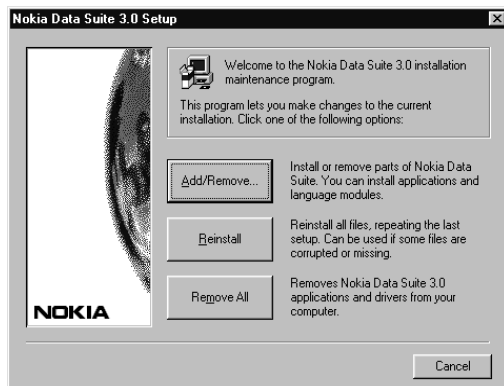 Nokia Data Suite 3.0 Setup
Welcome to the Nokia Data Suite 3.0 installation
maintenance program.
This program lets you make changes to the current
installation. Click one of the following options:
Add/Remove...
Install or remove parts of Nokia Data
Suite. You can install applications and
language modules.
Reinstall
Reinstall all files, repeating the last
setup. Can be used if some files are
corrupted or missing.
Remove All
Removes Nokia Data Suite 3.0
applications and drivers from your
computer.
NOKIA
Cancel